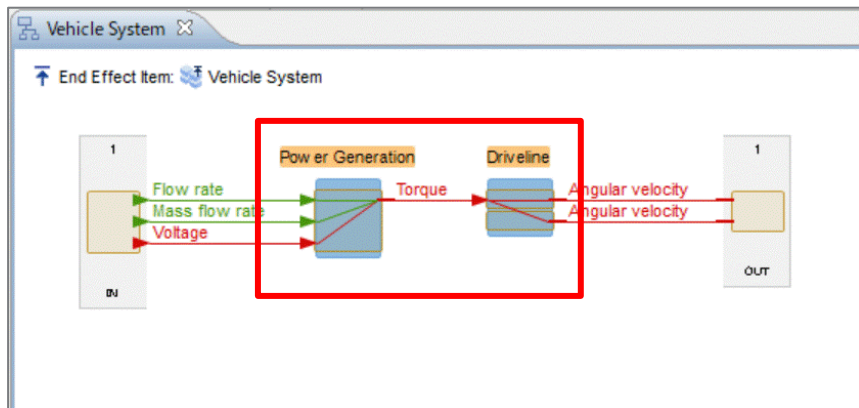 Vehicle System
End Effect Item: Vehicle System
1
Power Generation
Driveline
1
Flow rate
Torque
Angular velocity
Mass flow rate
Angular velocity
Voltage
IN
OUT